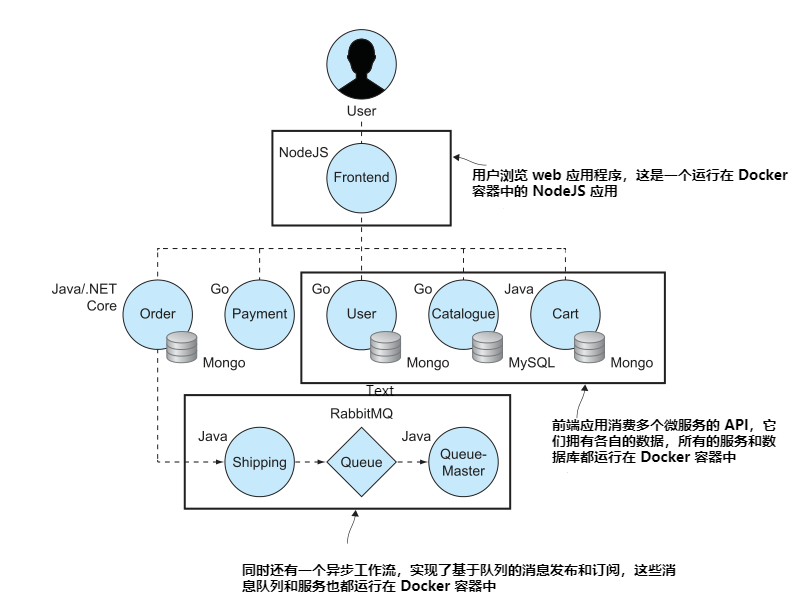 User
NodeJS
Frontend
用户浏览 web 应用程序，这是一个运行在 Docker
容器中的 NodeJS 应用
Java/.NET
Core
Order
Mongo
Go
Payment
Go
User
Mongo
Go
Catalogue
MySQL
Java
Cart
Mongo
Text
RabbitMQ
Java
Shipping
Queue
Java
Queue-
Master
前端应用消费多个微服务的 API，它
们拥有各自的数据，所有的服务和数
据库都运行在 Docker 容器中
同时还有一个异步工作流，实现了基于队列的消息发布和订阅，这些消
息队列和服务也都运行在 Docker 容器中